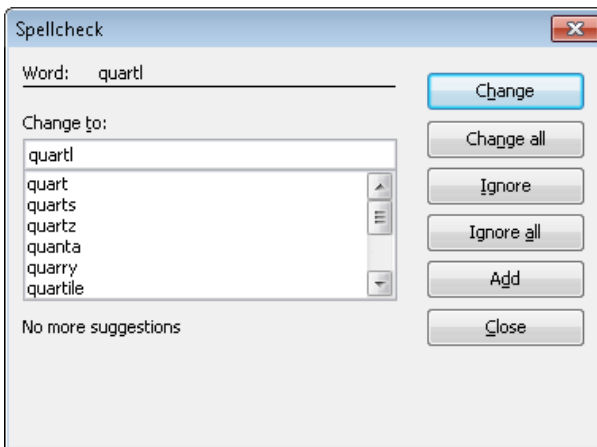 Spellcheck
Word: quartl
Change to:
quartl
quart
quarts
quartz
quanta
quarry
quartile
No more suggestions
Change
Change all
Ignore
Ignore all
Add
Close